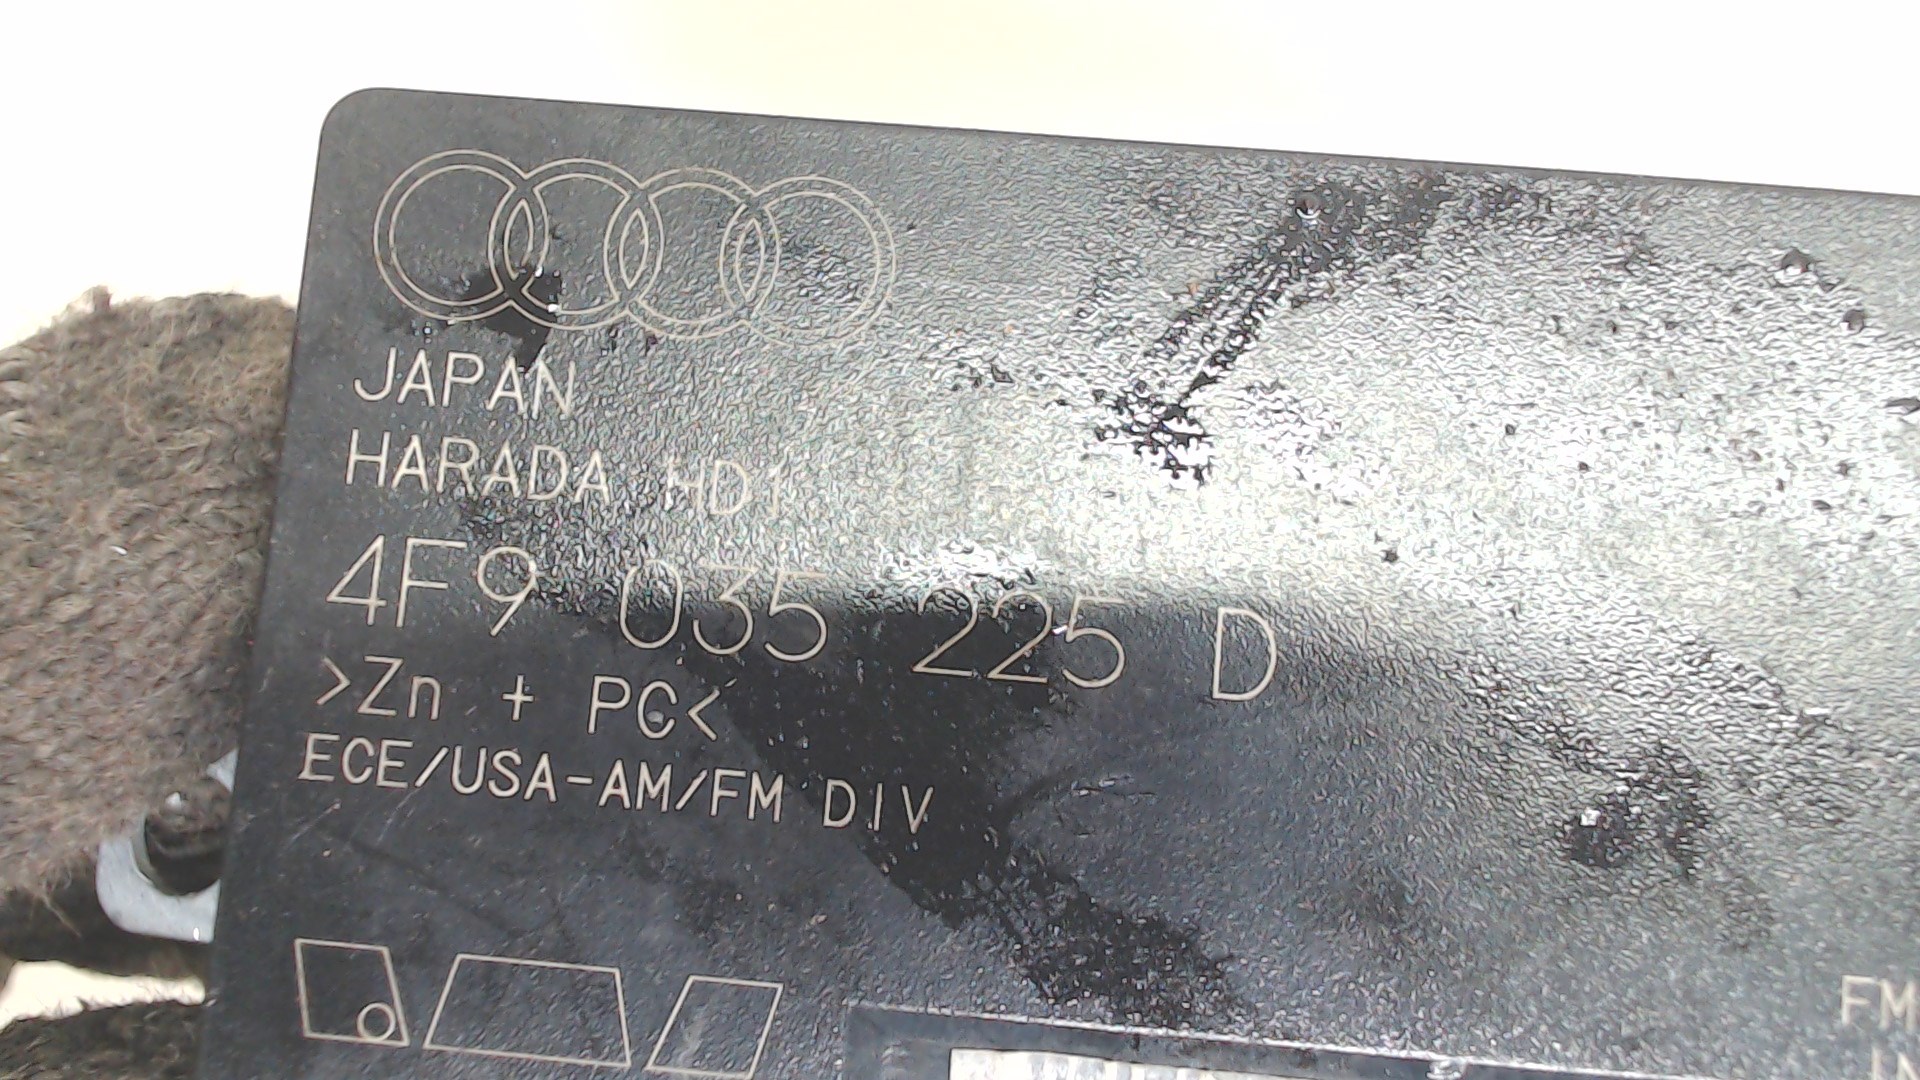 JAPAN
HARADA HD1
4F9 035 225 D
>Zn + PC<
ECE/USA-AM/FM DIV
FM